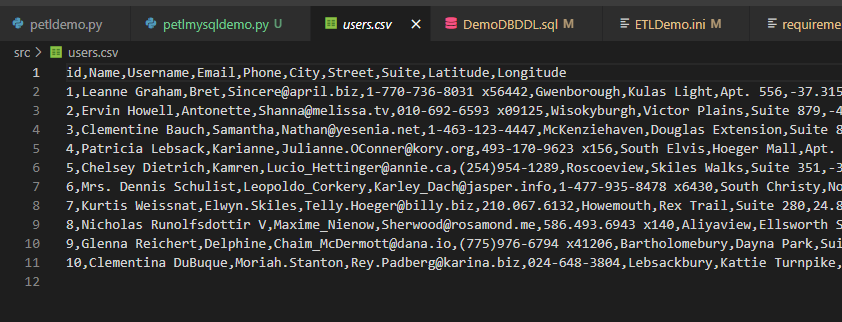 petldemo.py petlmysqldemo.py U users.csv DemoDBDDL.sql M ETLDemo.ini M requireme
src > users.csv
1 id,Name,Username,Email,Phone,City,Street,Suite,Latitude,Longitude
2 1,Leanne Graham,Bret,Sincere@april.biz,1-770-736-8031 x56442,Gwenborough,Kulas Light,Apt. 556,-37.315
3 2,Ervin Howell,Antonette,Shanna@melissa.tv,010-692-6593 x09125,Wisokyburgh,Victor Plains,Suite 879,-4
4 3,Clementine Bauch,Samantha,Nathan@yesenia.net,1-463-123-4447,McKenziehaven,Douglas Extension,Suite 8
5 4,Patricia Lebsack,Karianne,Julianne.OConner@kory.org,493-170-9623 x156,South Elvis,Hoeger Mall,Apt.
6 5,Chelsey Dietrich,Kamren,Lucio_Hettinger@annie.ca,(254)954-1289,Roscoeview,Skiles Walks,Suite 351,-3
7 6,Mrs. Dennis Schulist,Leopoldo_Corkery,Karley_Dach@jasper.info,1-477-935-8478 x6430,South Christy,No
8 7,Kurtis Weissnat,Elwyn.Skiles,Telly.Hoeger@billy.biz,210.067.6132,Howemouth,Rex Trail,Suite 280,24.8
9 8,Nicholas Runolfsdottir V,Maxime_Nienow,Sherwood@rosamond.me,586.493.6943 x140,Aliyaview,Ellsworth S
10 9,Glenna Reichert,Delphine,Chaim_McDermott@dana.io,(775)976-6794 x41206,Bartholomebury,Dayna Park,Sui
11 10,Clementina DuBuque,Moriah.Stanton,Rey.Padberg@karina.biz,024-648-3804,Lebsackbury,Kattie Turnpike,
12